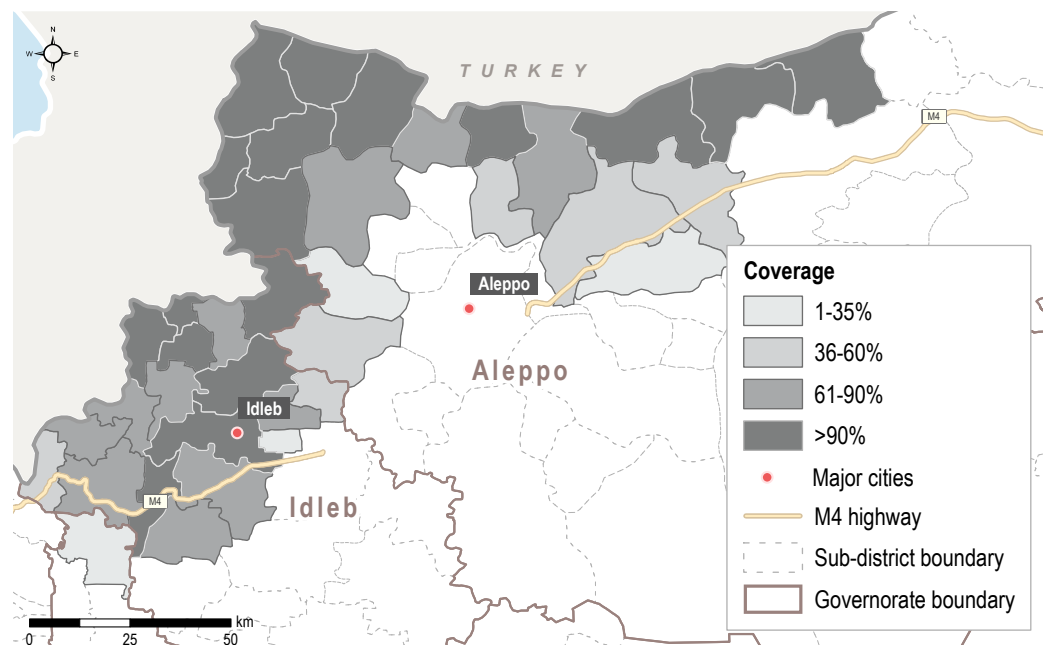 N
W E
S
TURKEY
M4
Aleppo
Aleppo
Idleb
M4
Idleb
Coverage
1-35%
36-60%
61-90%
>90%
Major cities
M4 highway
Sub-district boundary
Governorate boundary
km
0 25 50